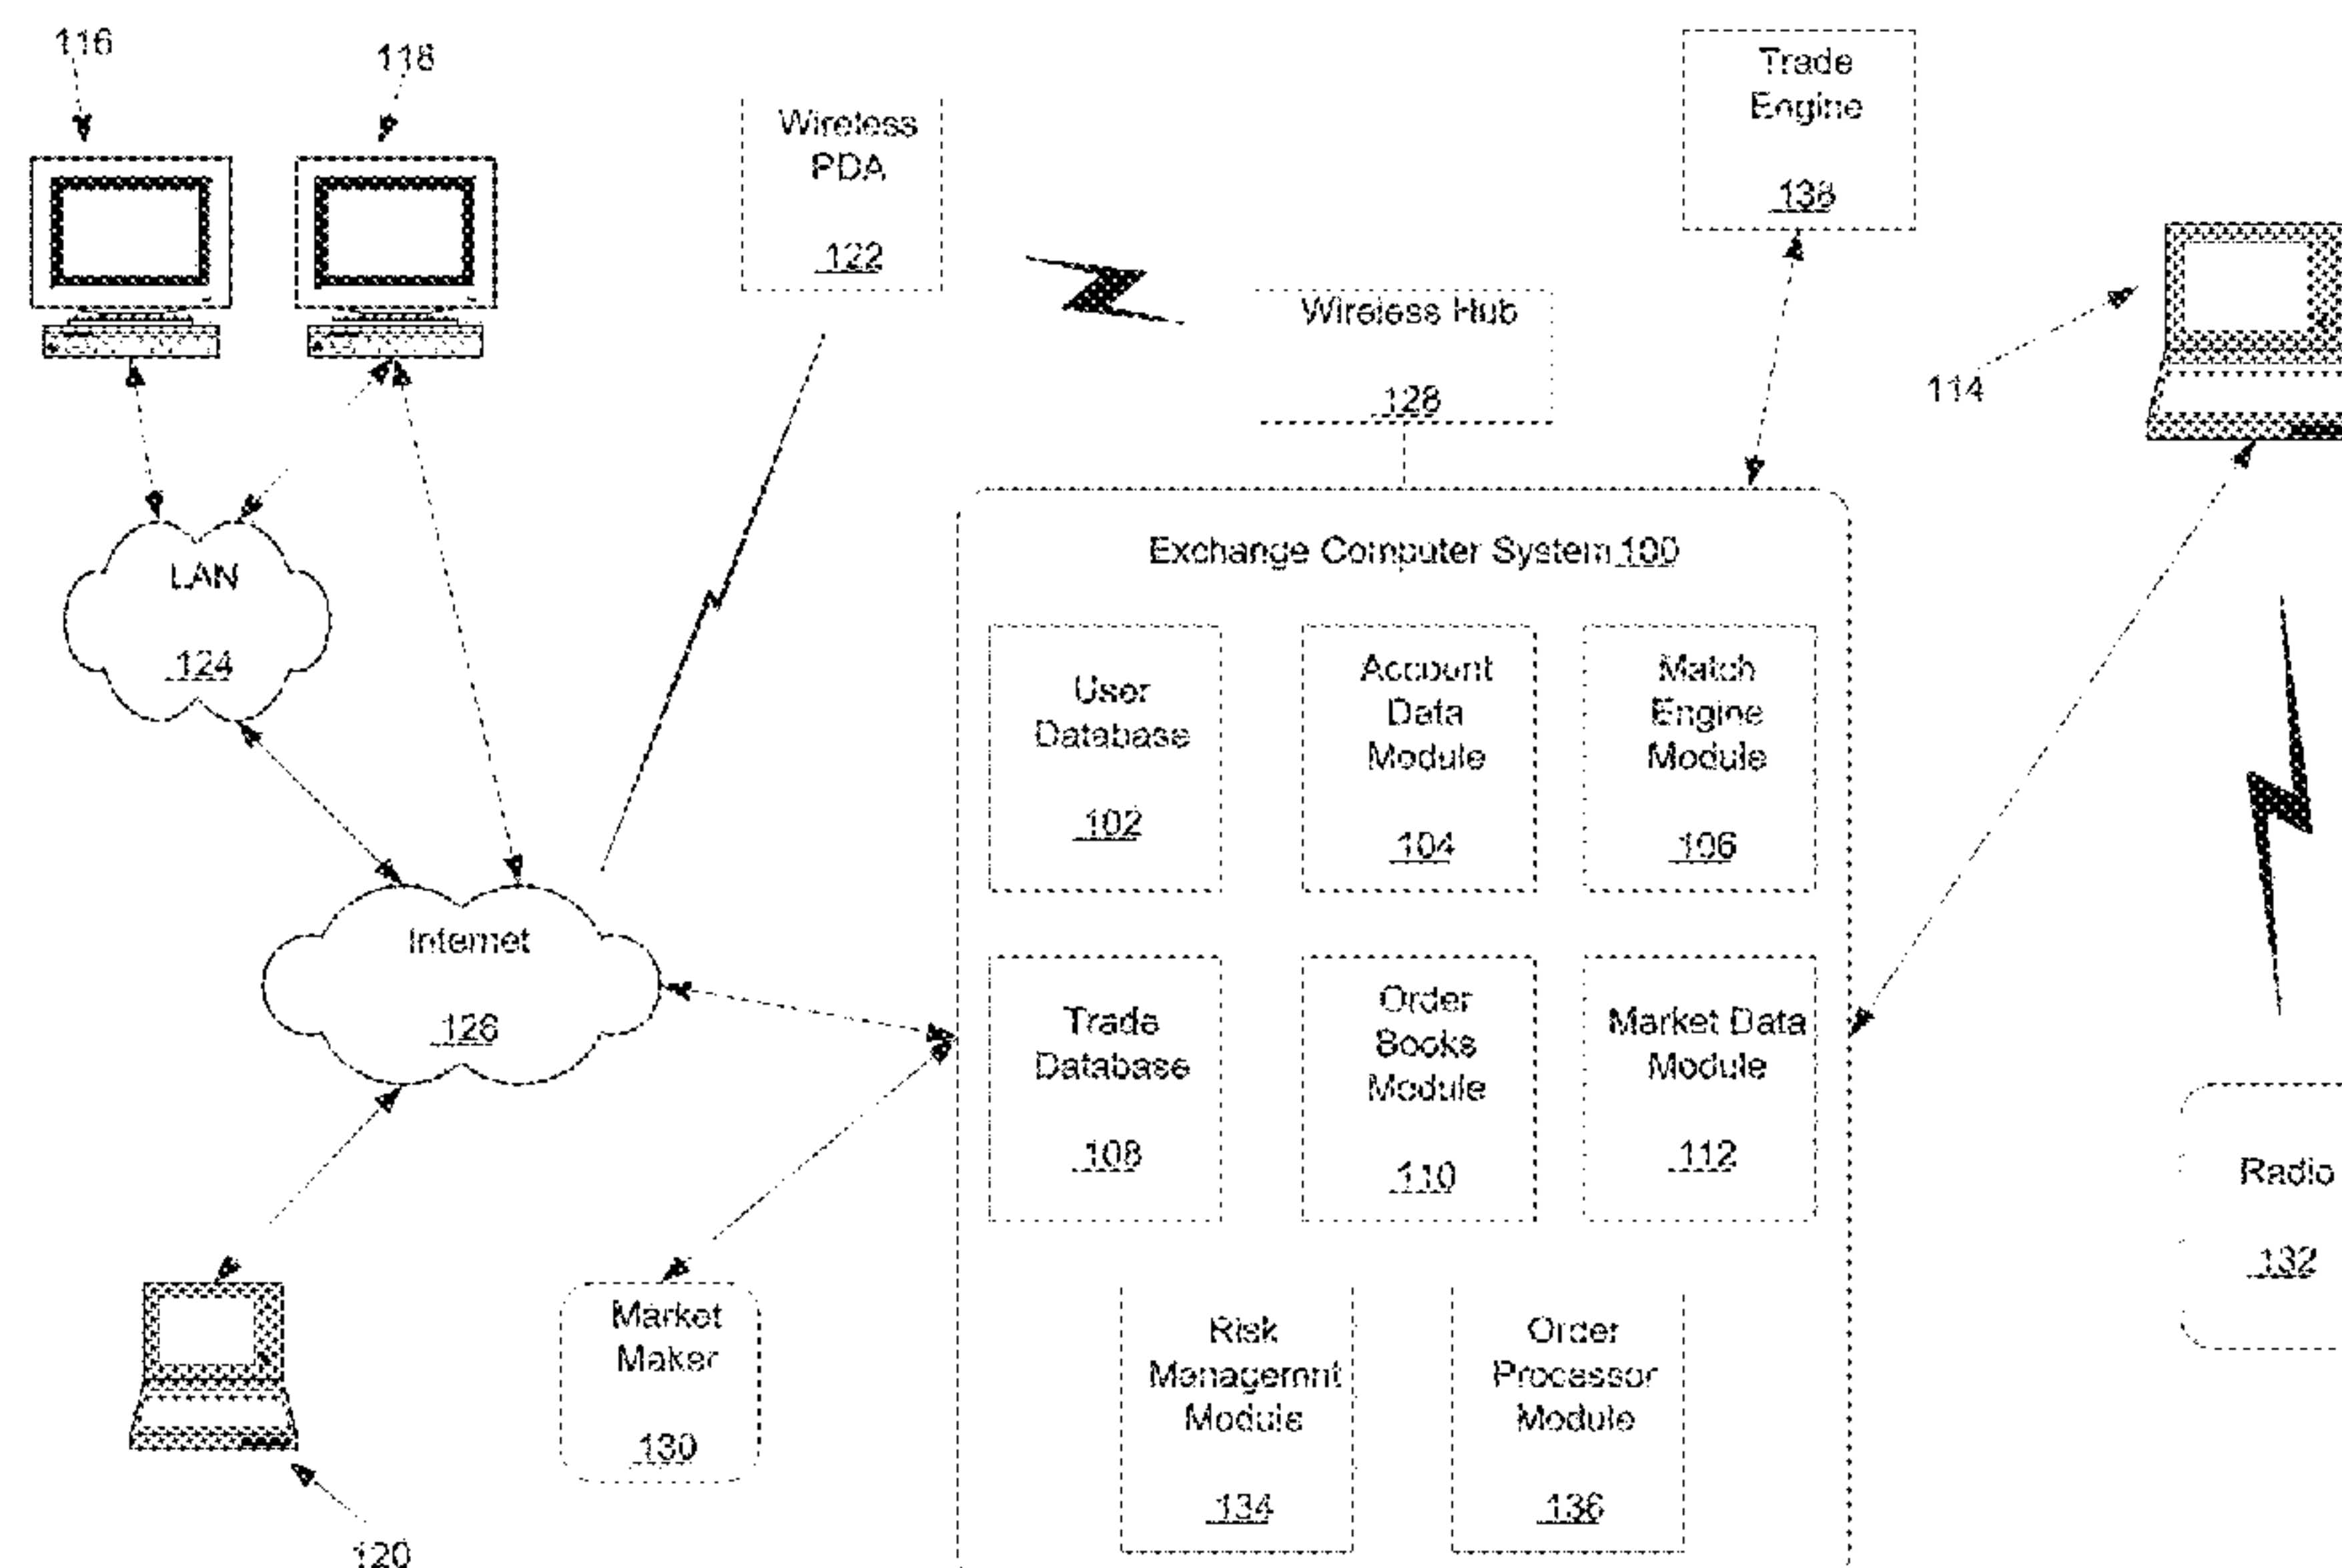 116
118
Wireless
PDA
122
Trade
Engine
138
Wireless Hub
128
114
LAN
124
Exchange Computer System 100
User
Database
102
Account
Data
Module
104
Match
Engine
Module
106
Internet
126
Trade
Database
108
Order
Books
Module
110
Market Data
Module
112
Radio
132
Market
Maker
130
Risk
Managemnt
Module
134
Order
Processor
Module
136
120